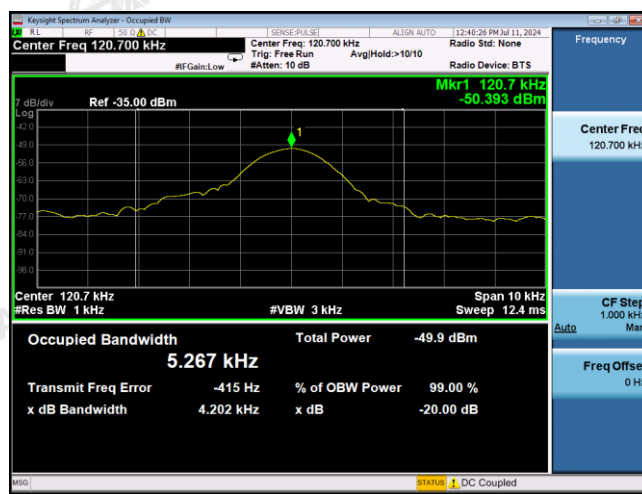 Keysight Spectrum Analyzer - Occupied BW
RL RF 50 Ω DC SENSE:PULSE ALIGN AUTO 12:40:26 PM Jul 11, 2024
Center Freq 120.700 kHz Center Freq: 120.700 kHz Radio Std: None
Trig: Free Run Avg|Hold:>10/10
#IFGain:Low #Atten: 10 dB Radio Device: BTS
Frequency
Mkr1 120.7 kHz
7 dB/div Ref -35.00 dBm -50.393 dBm
Log
-42.0
-49.0
-56.0
-63.0
-70.0
-77.0
-84.0
-91.0
-98.0
1
Center Freq
120.700 kHz
Center 120.7 kHz Span 10 kHz
#Res BW 1 kHz #VBW 3 kHz Sweep 12.4 ms
CF Step
1.000 kHz
Auto Man
Occupied Bandwidth Total Power -49.9 dBm
5.267 kHz
Transmit Freq Error -415 Hz % of OBW Power 99.00 %
x dB Bandwidth 4.202 kHz x dB -20.00 dB
Freq Offset
0 Hz
MSG STATUS DC Coupled